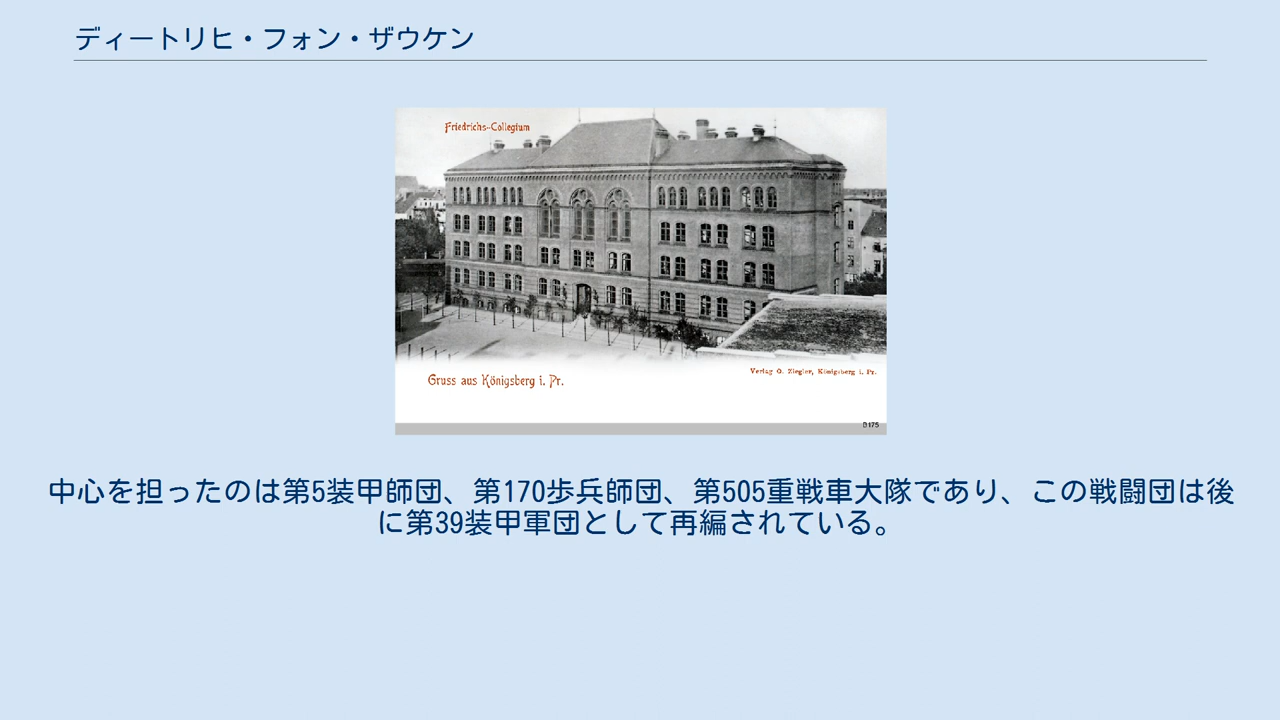 ディートリヒ・フォン・ザウケン
Friedrichs-Collegium
Gruss aus Königsberg i. Pr.
Verlag O. Ziegler, Königsberg i. Pr.
D 175
中心を担ったのは第5装甲師団、第170歩兵師団、第505重戦車大隊であり、この戦闘団は後
に第39装甲軍団として再編されている。